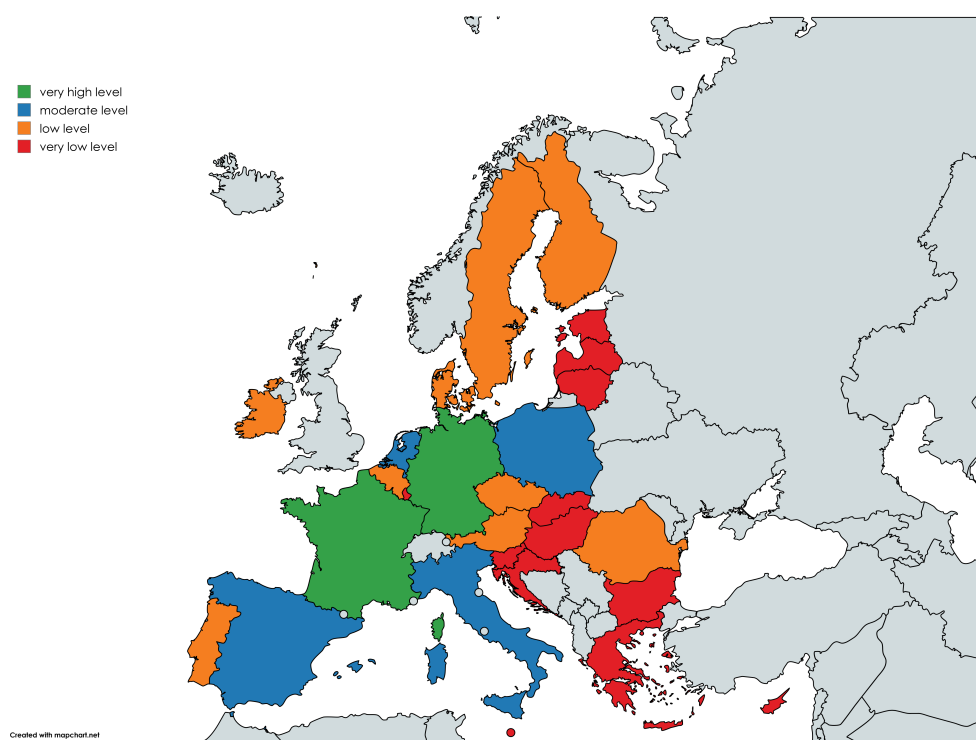 very high level
moderate level
low level
very low level
Created with mapchart.net